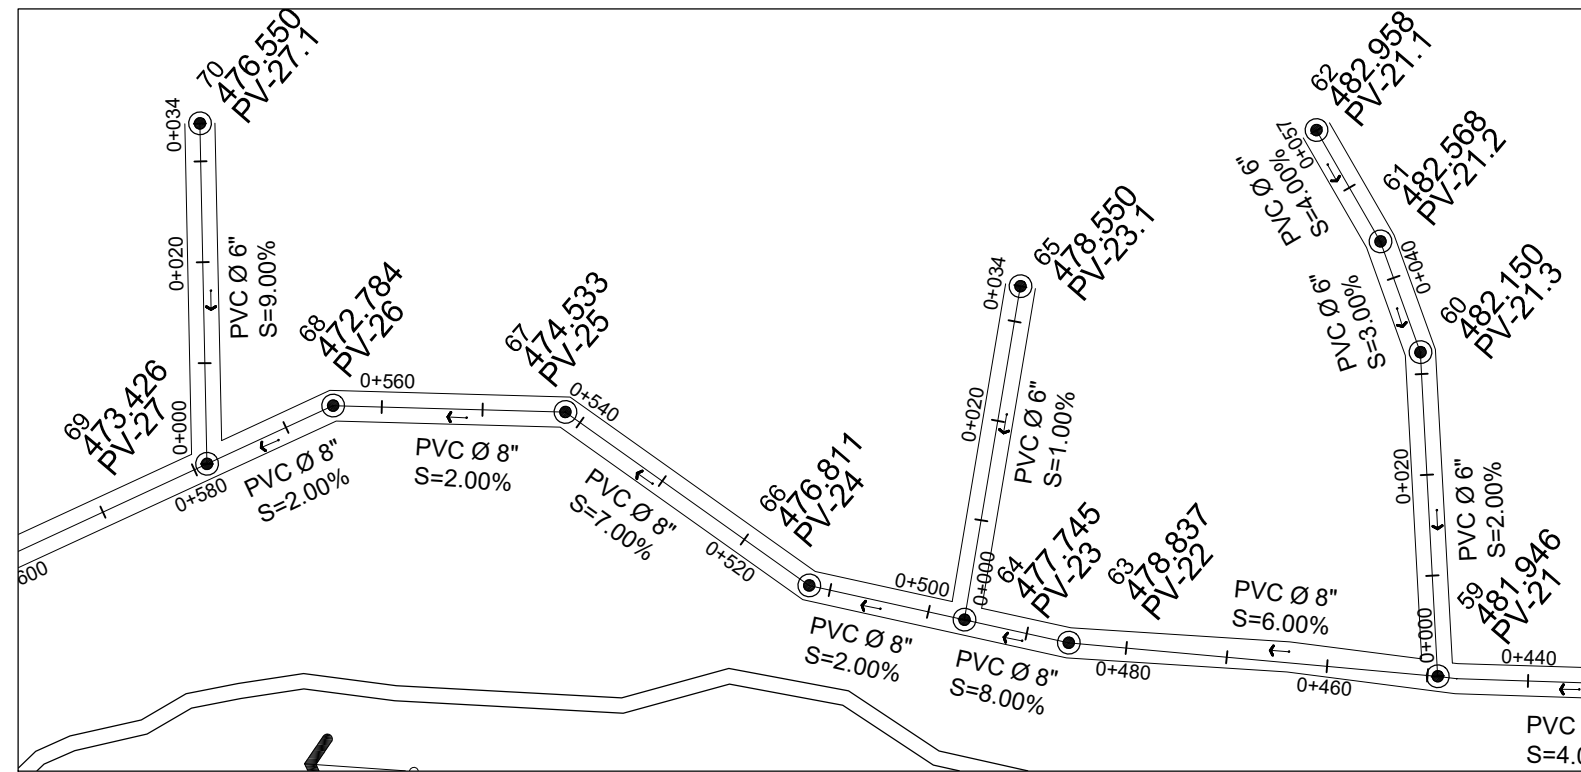 70
476.550
PV-27.1
0+034
0+020
0+000
PVC Ø 6"
S=9.00%
69
473.426
PV-27
0+580
600
68
472.784
PV-26
PVC Ø 8"
S=2.00%
0+560
PVC Ø 8"
S=2.00%
67
474.533
PV-25
0+540
PVC Ø 8"
S=7.00%
0+520
66
476.811
PV-24
0+500
PVC Ø 8"
S=2.00%
65
478.550
PV-23.1
0+034
0+020
0+000
PVC Ø 6"
S=1.00%
64
477.745
PV-23
PVC Ø 8"
S=8.00%
63
478.837
PV-22
0+480
PVC Ø 8"
S=6.00%
0+460
62
482.958
PV-21.1
0+057
PVC Ø 6"
S=4.00%
61
482.568
PV-21.2
0+040
PVC Ø 6"
S=3.00%
60
482.150
PV-21.3
0+020
PVC Ø 6"
S=2.00%
0+000
59
481.946
PV-21
0+440
PVC
S=4.0